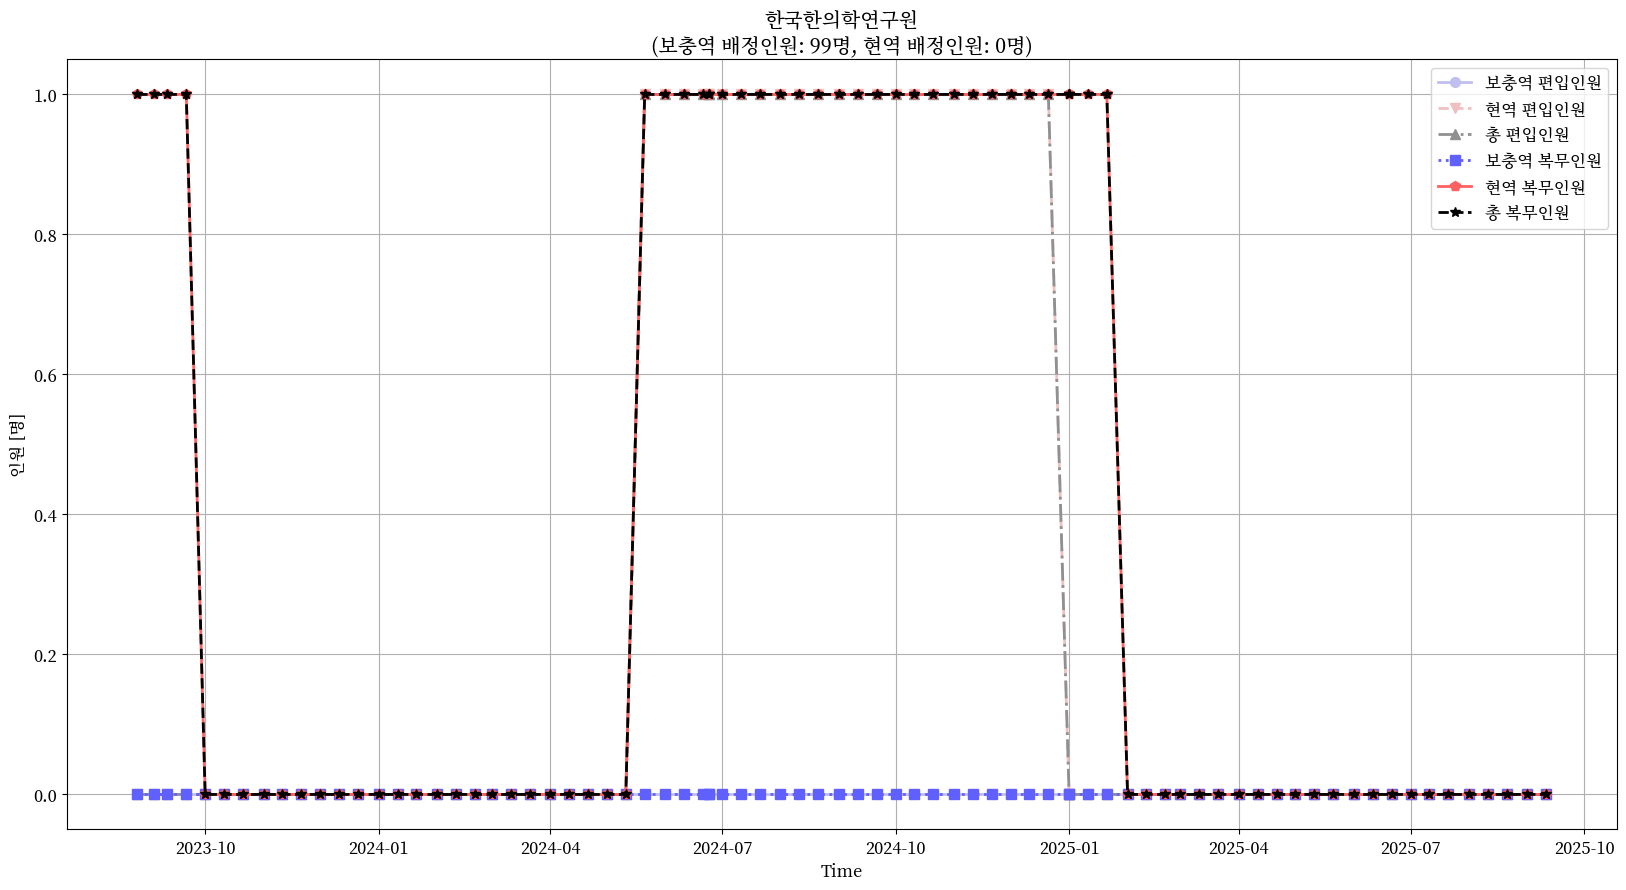 한국한의학연구원
(보충역 배정인원: 99명, 현역 배정인원: 0명)
보충역 편입인원
현역 편입인원
총 편입인원
보충역 복무인원
현역 복무인원
총 복무인원
1.0
0.8
0.6
0.4
0.2
0.0
인원 [명]
2023-10
2024-01
2024-04
2024-07
2024-10
2025-01
2025-04
2025-07
2025-10
Time